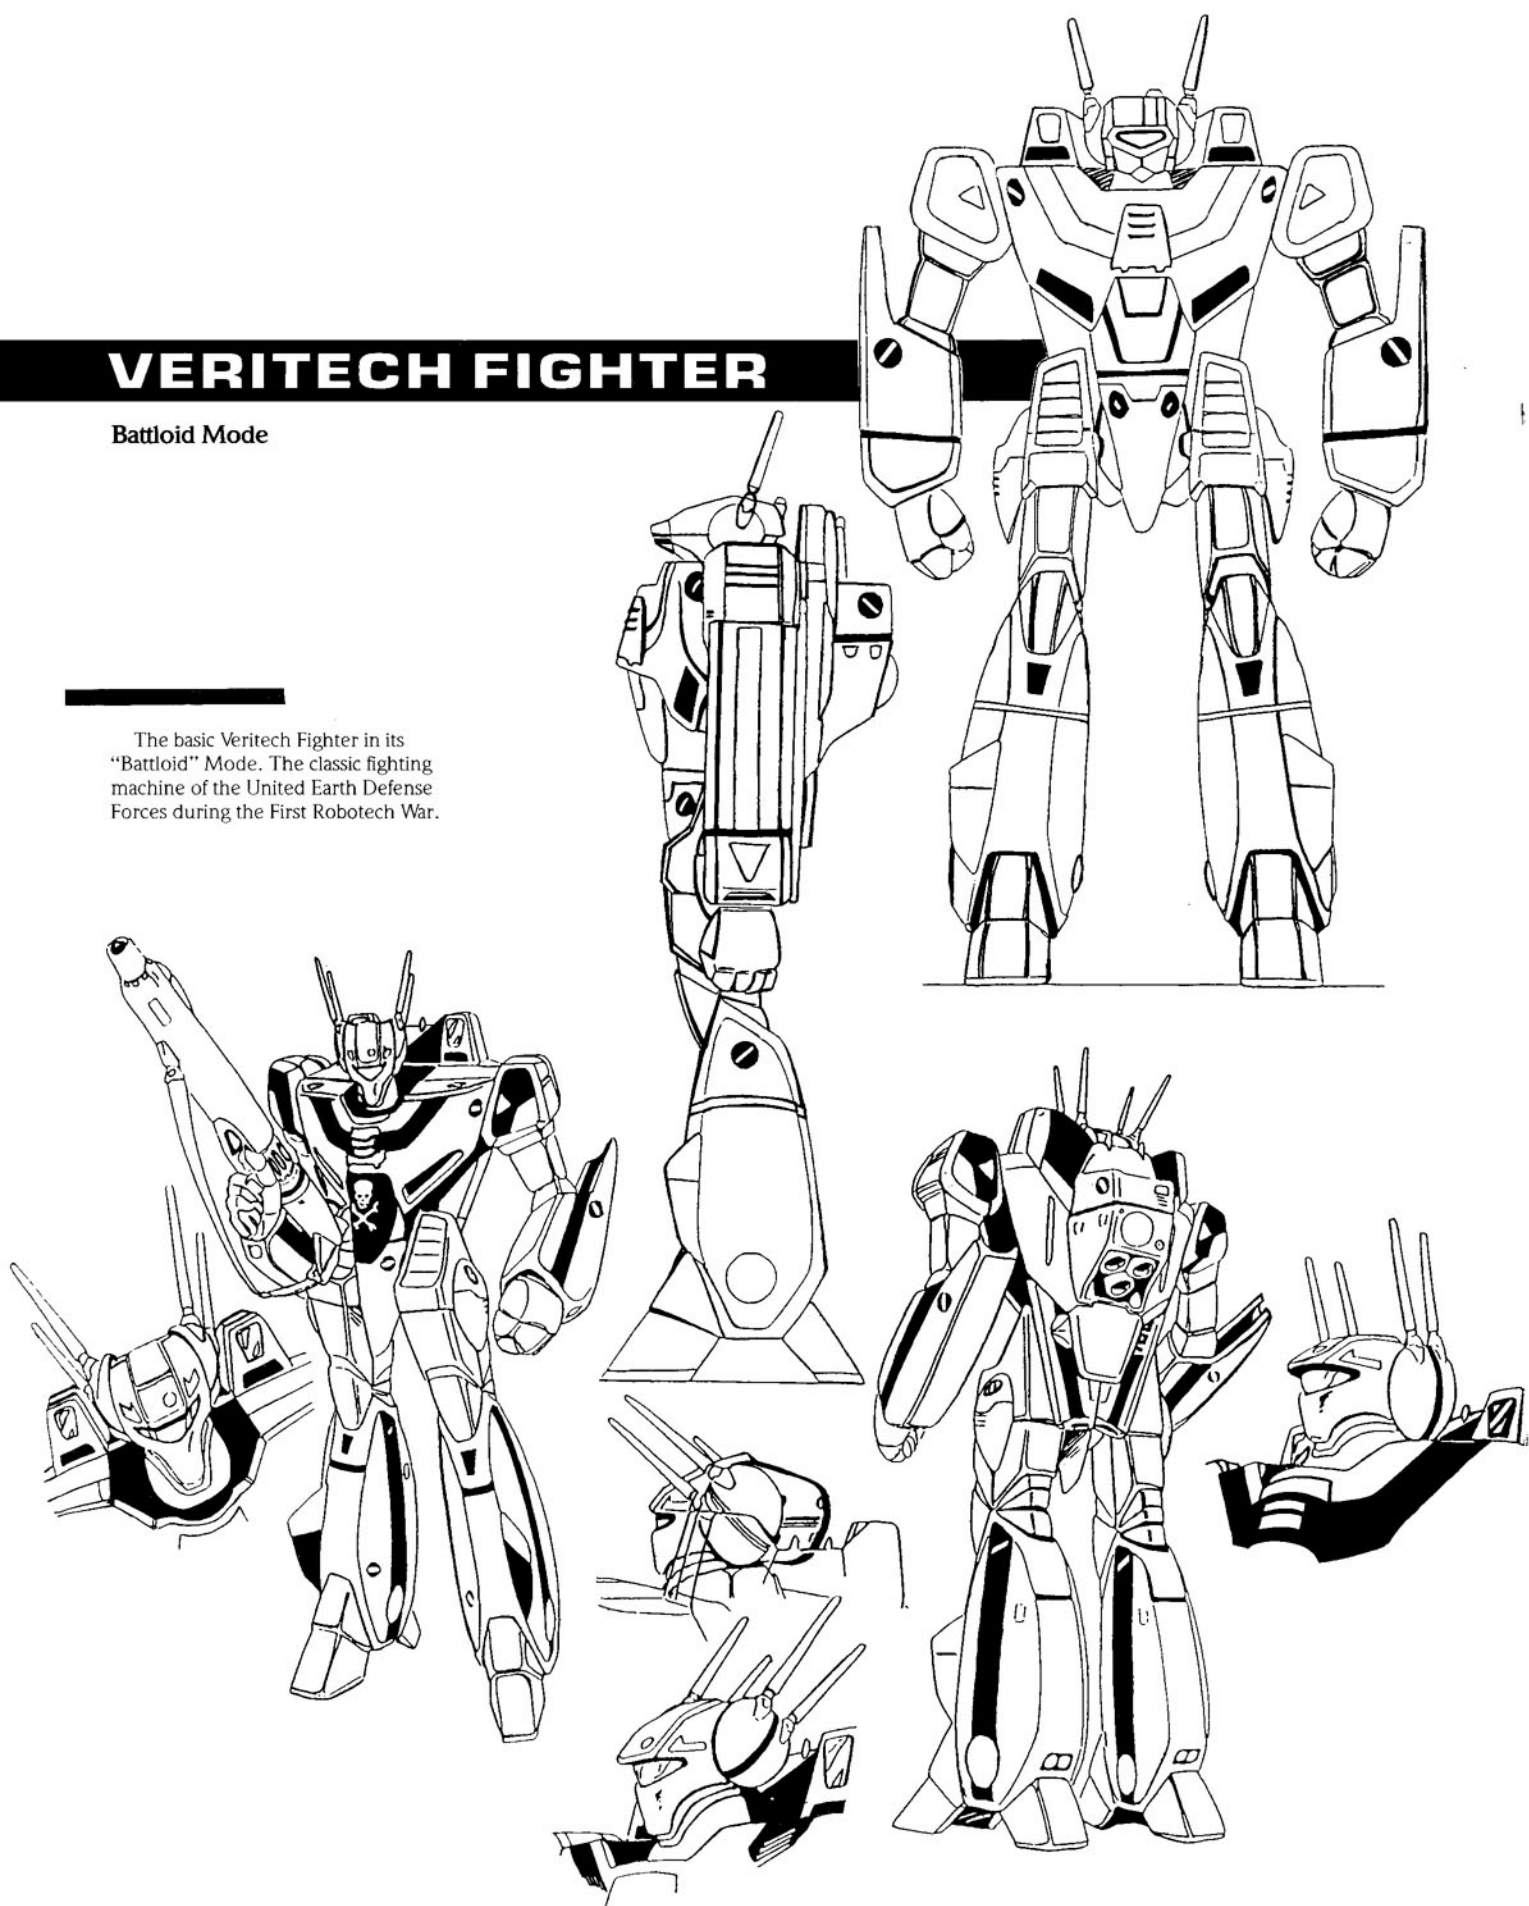 VERITECH FIGHTER
Battloid Mode
The basic Veritech Fighter in its
“Battloid” Mode. The classic fighting
machine of the United Earth Defense
Forces during the First Robotech War.